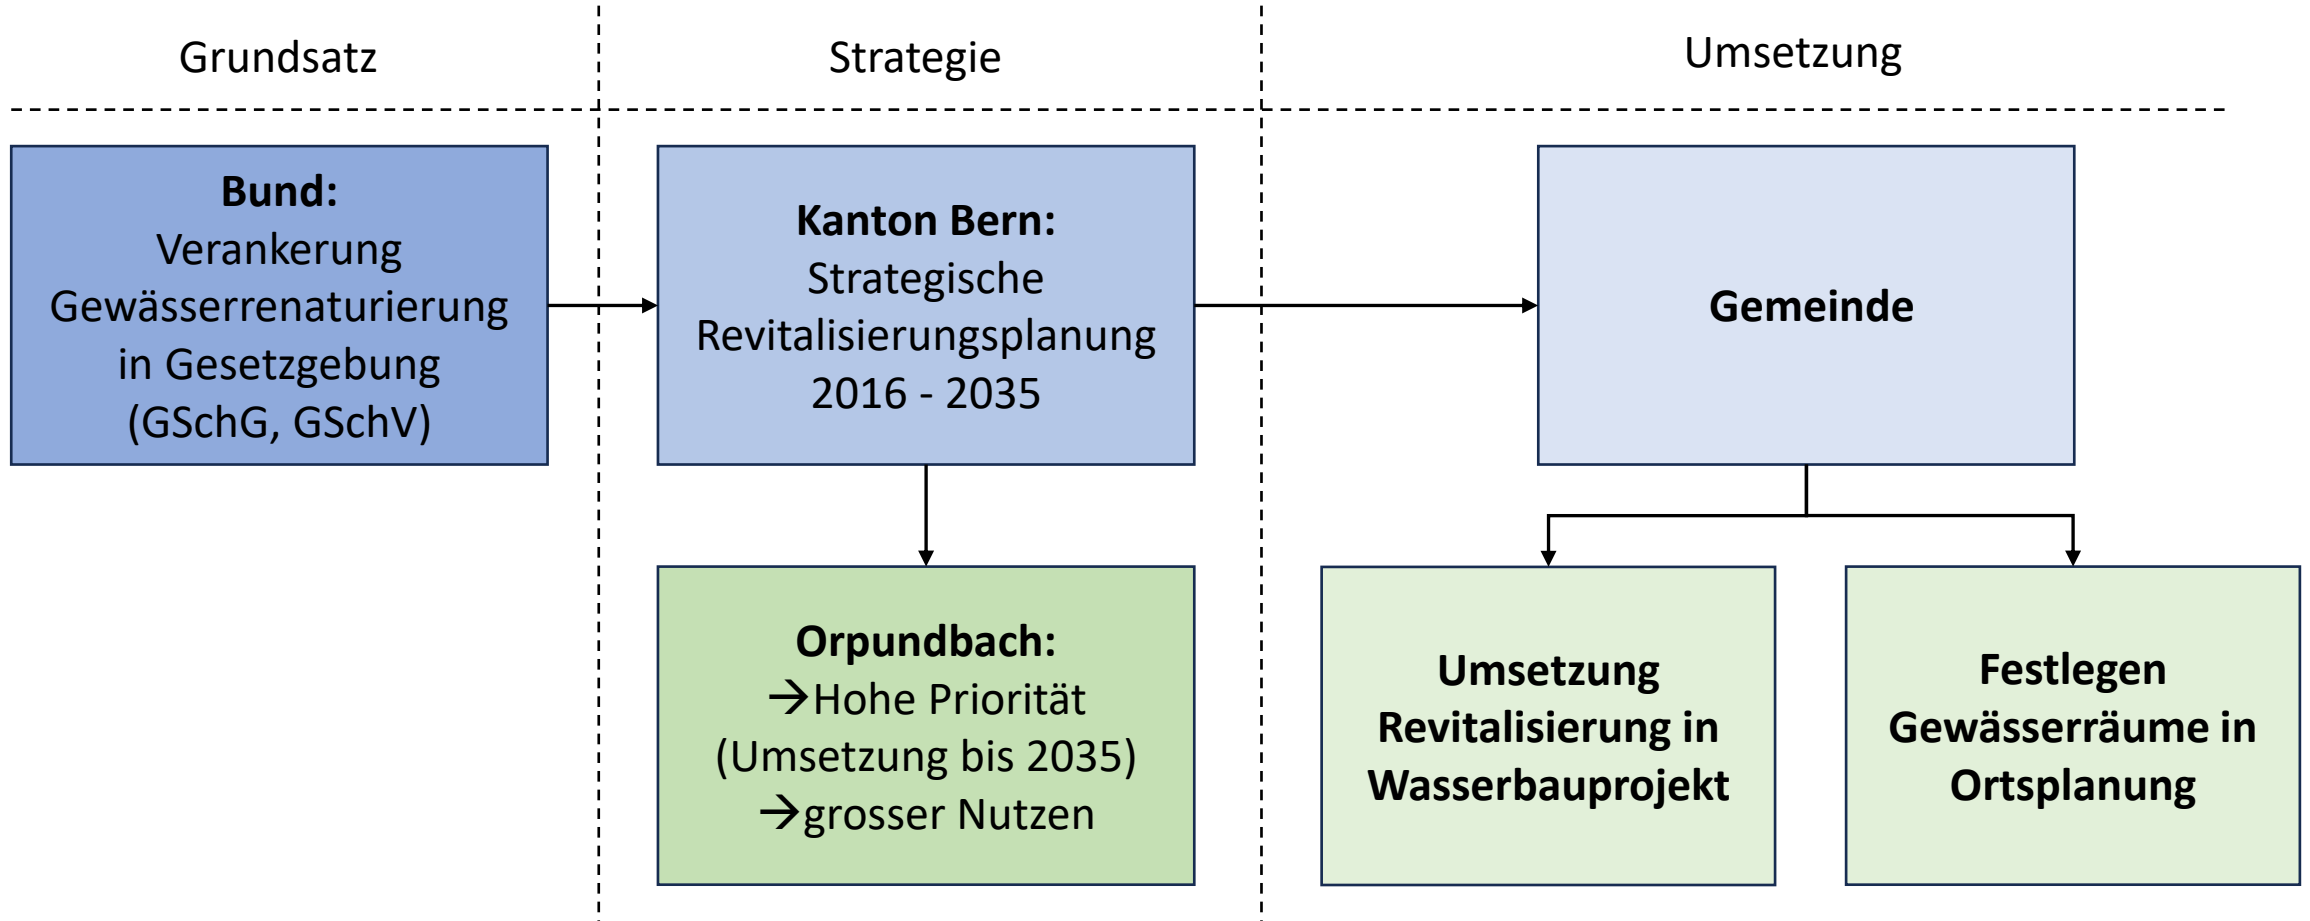 Grundsatz
Strategie
Umsetzung
Bund:
Verankerung
Gewässerrenaturierung
in Gesetzgebung
(GSchG, GSchV)
Kanton Bern:
Strategische
Revitalisierungsplanung
2016 - 2035
Gemeinde
Orpundbach:
→Hohe Priorität
(Umsetzung bis 2035)
→grosser Nutzen
Umsetzung
Revitalisierung in
Wasserbauprojekt
Festlegen
Gewässerräume in
Ortsplanung